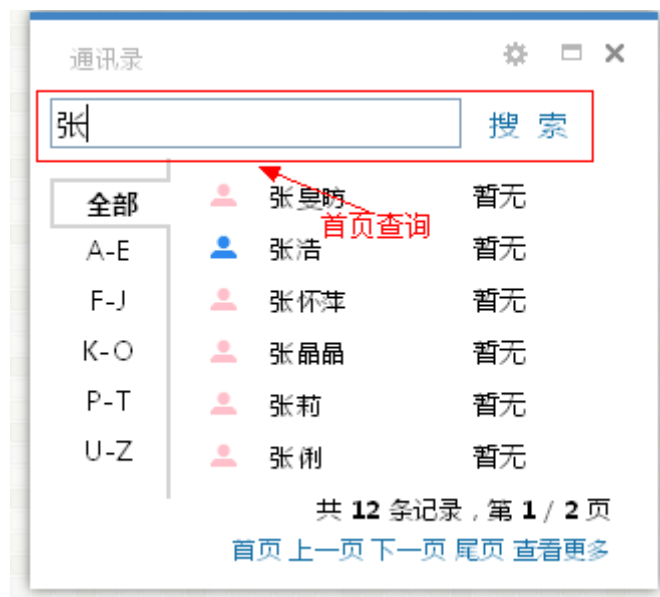 通讯录
张
搜 索
首页查询
全部
A-E
F-J
K-O
P-T
U-Z
张旻昉 暂无
张浩 暂无
张怀萍 暂无
张晶晶 暂无
张莉 暂无
张俐 暂无
共 12 条记录，第 1 / 2 页
首页 上一页 下一页 尾页 查看更多